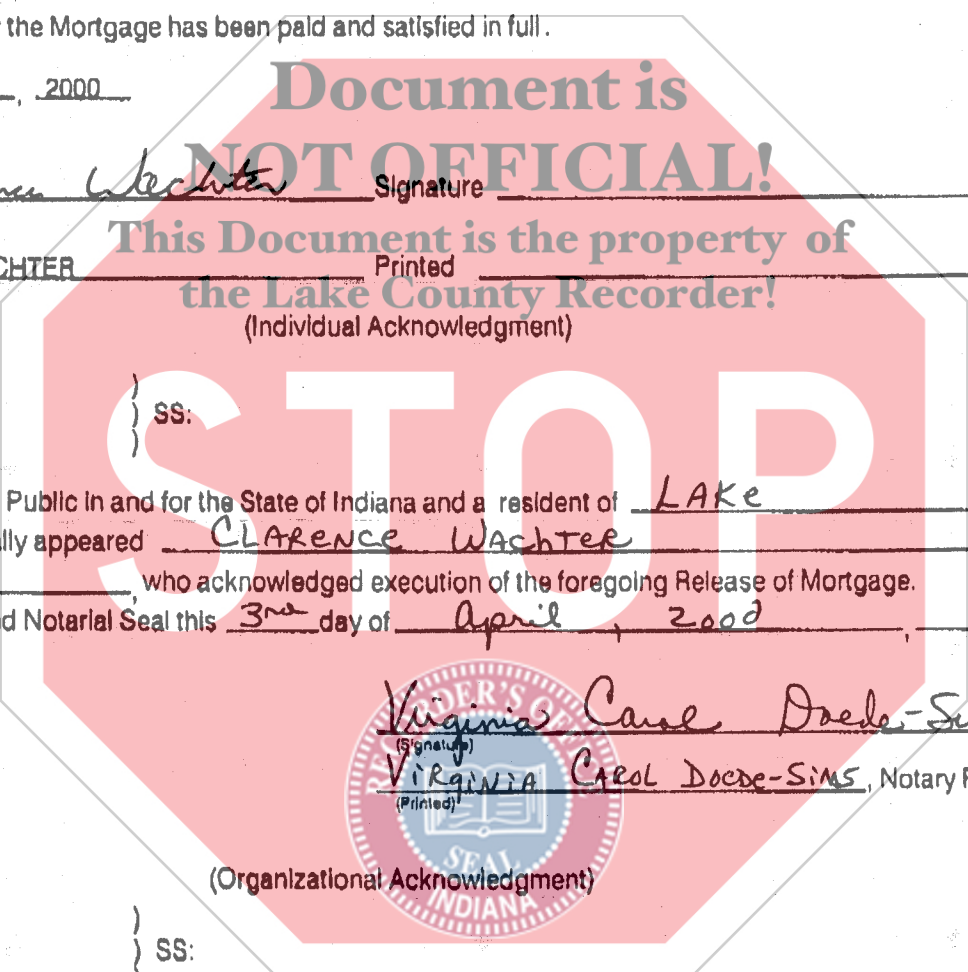 the Mortgage has been paid and satisfied in full.
, 2000
Document is
NOT OFFICIAL!
Wachter Signature
This Document is the property of
CHTER Printed
the Lake County Recorder!
(Individual Acknowledgment)
STOP
) SS:
Public in and for the State of Indiana and a resident of LAKe
lly appeared CLARENCE WACHTER
, who acknowledged execution of the foregoing Release of Mortgage.
d Notarial Seal this 3rd day of April, 2000,
Virginia Carol Doede-
(Signature)
VIRGINIA CAROL DOEDE-SIMS, Notary
(Printed)
RECORDER'S OFFICE
SEAL
INDIANA
(Organizational Acknowledgment)
) SS: